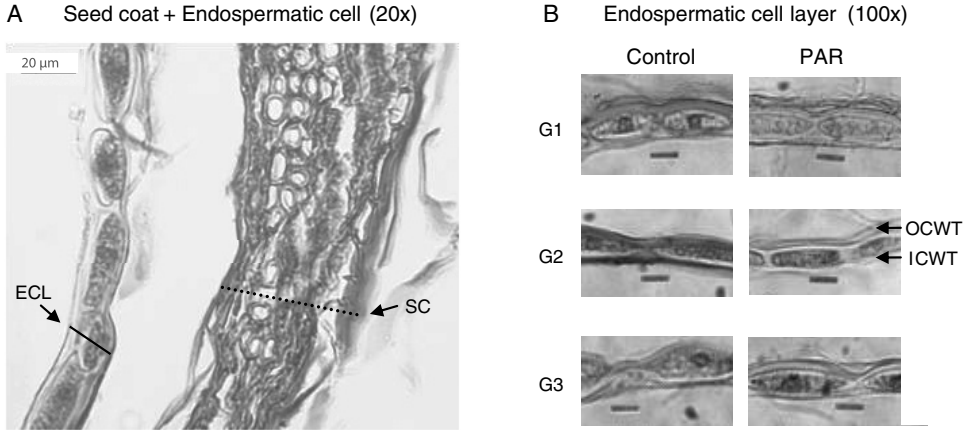 A Seed coat + Endospermatic cell (20x)
20 µm
ECL
SC
B Endospermatic cell layer (100x)
Control PAR
G1
G2
OCWT
ICWT
G3